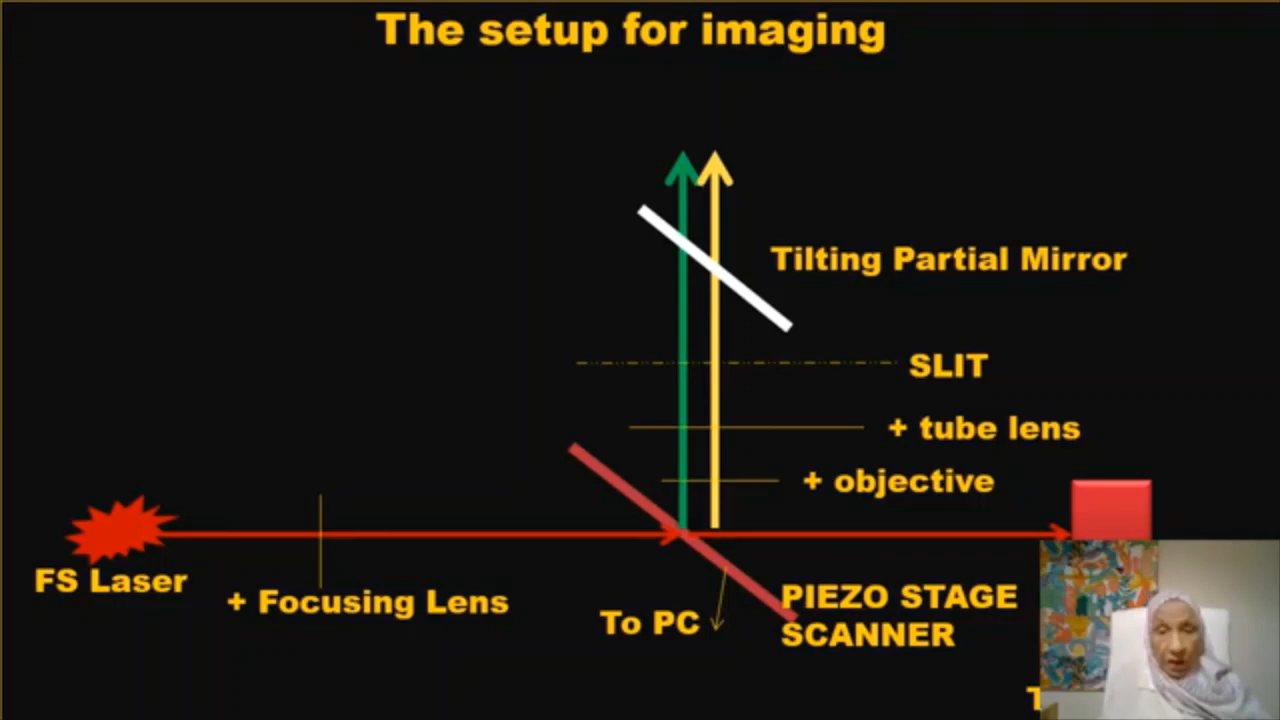 The setup for imaging
Tilting Partial Mirror
SLIT
+ tube lens
+ objective
FS Laser
+ Focusing Lens
To PC
PIEZO STAGE
SCANNER